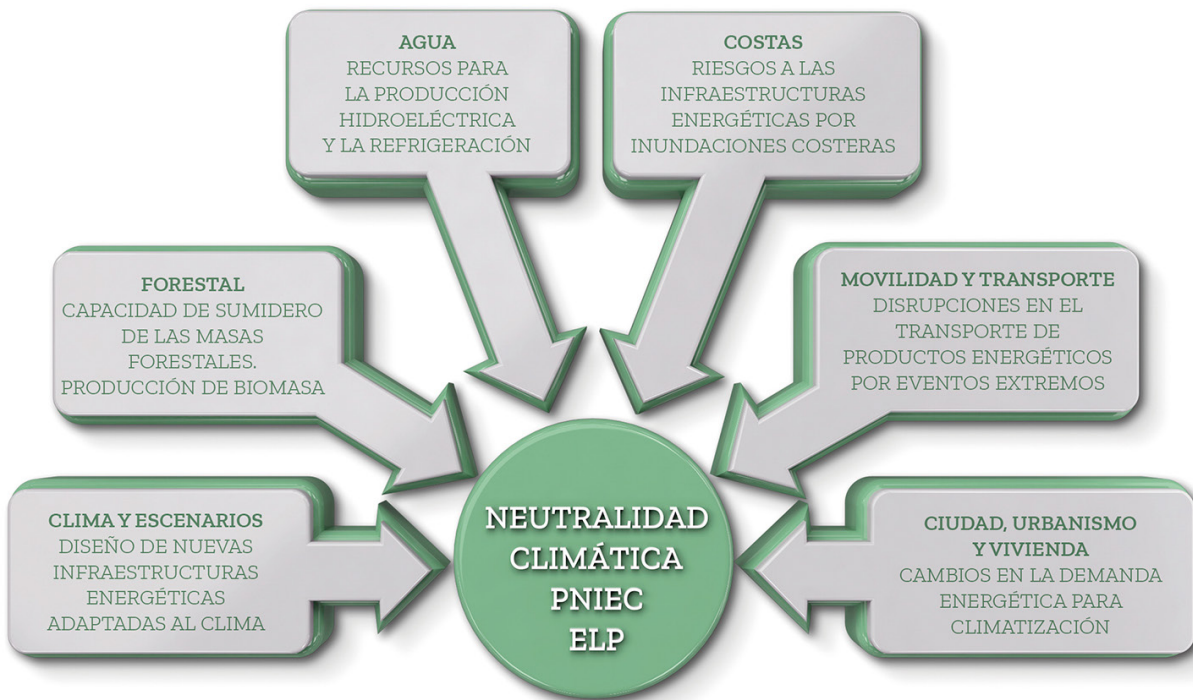 AGUA
RECURSOS PARA
LA PRODUCCIÓN
HIDROELÉCTRICA
Y LA REFRIGERACIÓN
COSTAS
RIESGOS A LAS
INFRAESTRUCTURAS
ENERGÉTICAS POR
INUNDACIONES COSTERAS
FORESTAL
CAPACIDAD DE SUMIDERO
DE LAS MASAS
FORESTALES.
PRODUCCIÓN DE BIOMASA
MOVILIDAD Y TRANSPORTE
DISRUPCIONES EN EL
TRANSPORTE DE
PRODUCTOS ENERGÉTICOS
POR EVENTOS EXTREMOS
CLIMA Y ESCENARIOS
DISEÑO DE NUEVAS
INFRAESTRUCTURAS
ENERGÉTICAS
ADAPTADAS AL CLIMA
NEUTRALIDAD
CLIMÁTICA
PNIEC
ELP
CIUDAD, URBANISMO
Y VIVIENDA
CAMBIOS EN LA DEMANDA
ENERGÉTICA PARA
CLIMATIZACIÓN